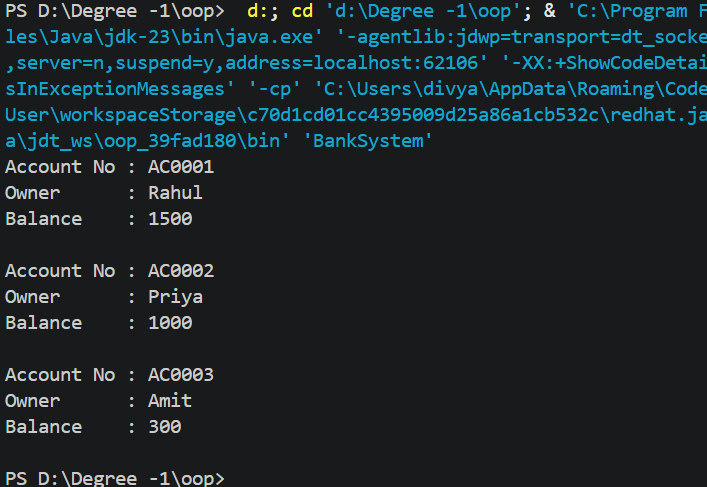 PS D:\Degree -1\oop>  d:; cd 'd:\Degree -1\oop'; & 'C:\Program F
les\Java\jdk-23\bin\java.exe' '-agentlib:jdwp=transport=dt_socke
,server=n,suspend=y,address=localhost:62106' '-XX:+ShowCodeDetai
sInExceptionMessages' '-cp' 'C:\Users\divya\AppData\Roaming\Code
User\workspaceStorage\c70d1cd01cc4395009d25a86a1cb532c\redhat.ja
a\jdt_ws\oop_39fad180\bin' 'BankSystem'
Account No : AC0001
Owner      : Rahul
Balance    : 1500
Account No : AC0002
Owner      : Priya
Balance    : 1000
Account No : AC0003
Owner      : Amit
Balance    : 300
PS D:\Degree -1\oop>